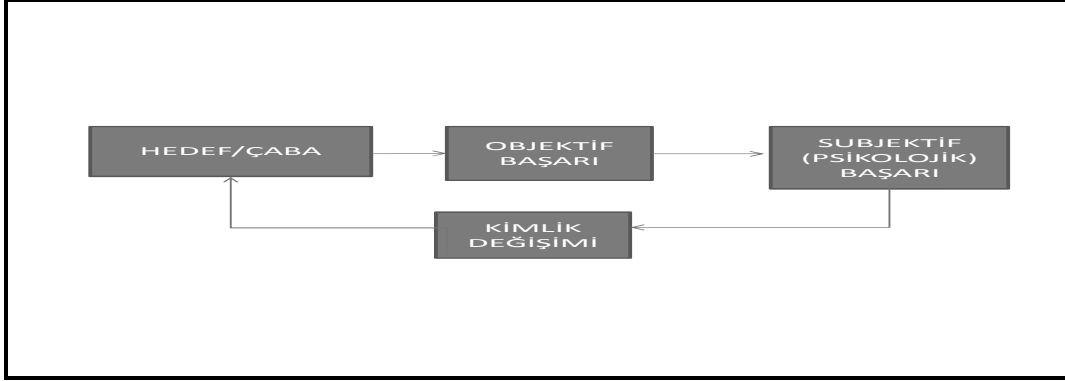 HEDEF/ÇABA
OBJEKTİF
BAŞARI
SUBJEKTİF
(PSİKOLOJİK)
BAŞARI
KİMLİK
DEĞİŞİMİ